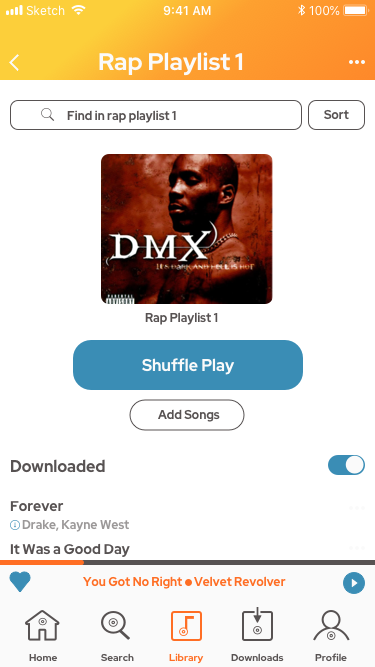 Sketch 9:41 AM 100%
Rap Playlist 1
Find in rap playlist 1 Sort
DMX
IT'S DARK AND HELL IS HOT
PARENTAL
ADVISORY
Rap Playlist 1
Shuffle Play
Add Songs
Downloaded
Forever
Drake, Kayne West
It Was a Good Day
You Got No Right ● Velvet Revolver
Home Search Library Downloads Profile